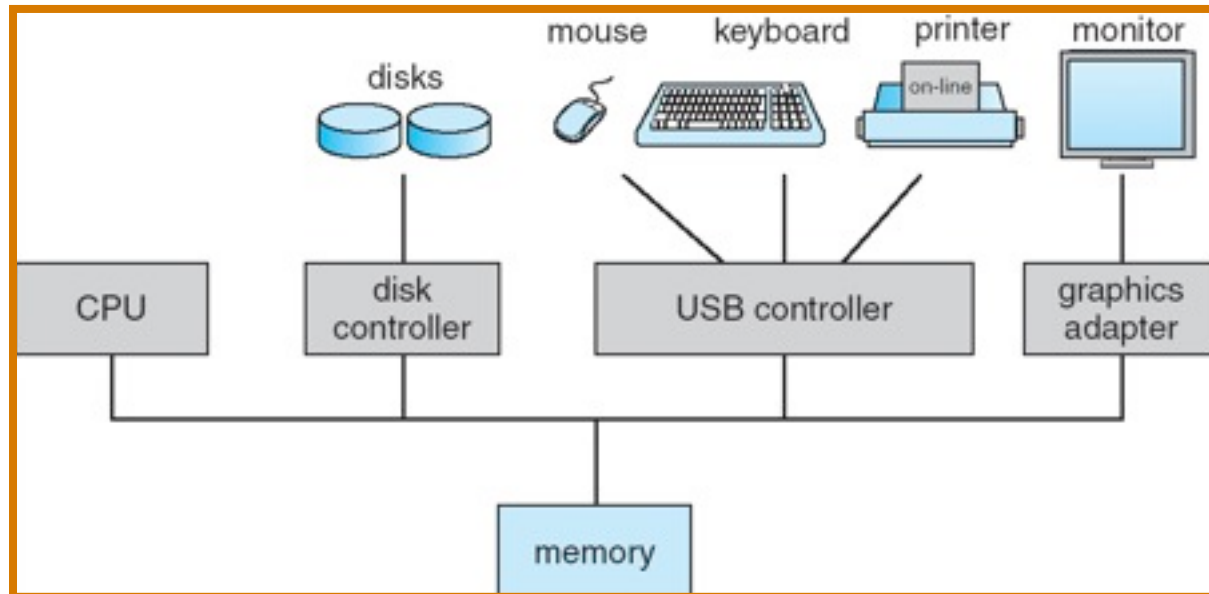 mouse
keyboard
printer
monitor
disks
on-line
CPU
disk
controller
USB controller
graphics
adapter
memory